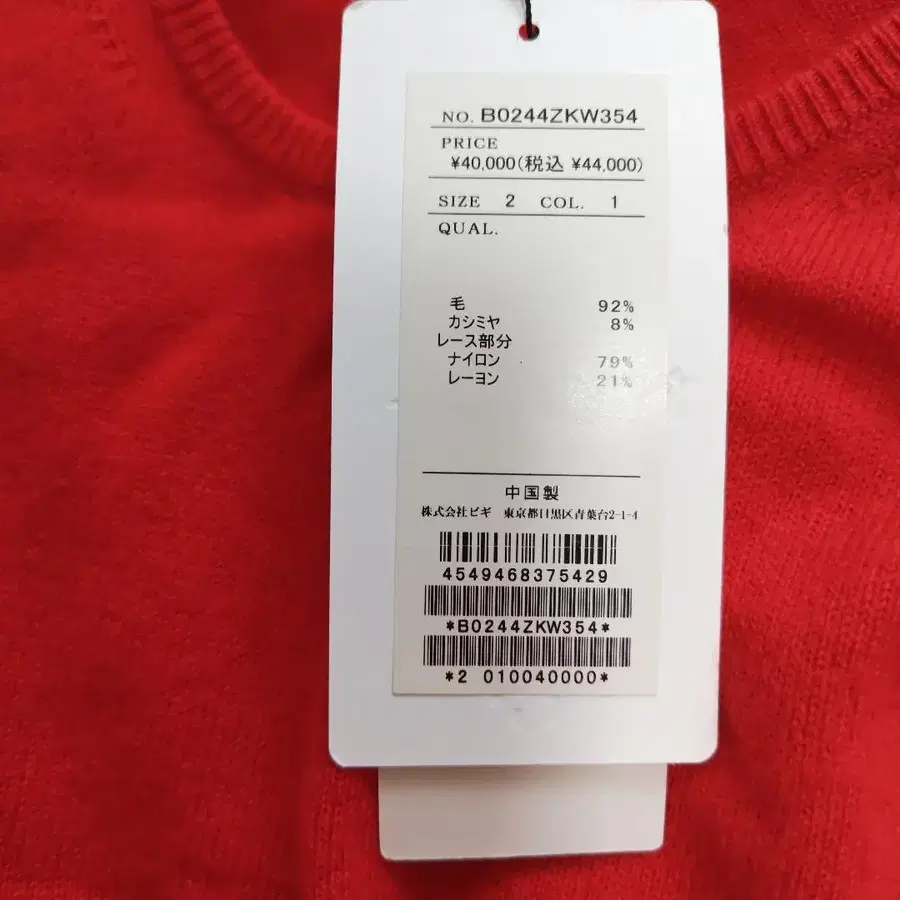 NO. B0244ZKW354
PRICE
¥40,000(税込 ¥44,000)
SIZE 2 COL. 1
QUAL.
毛 92%
カシミヤ 8%
レース部分
ナイロン 79%
レーヨン 21%
中国製
株式会社ビギ 東京都目黒区青葉台2-1-4
4549468375429
*B0244ZKW354*
*2 010040000*